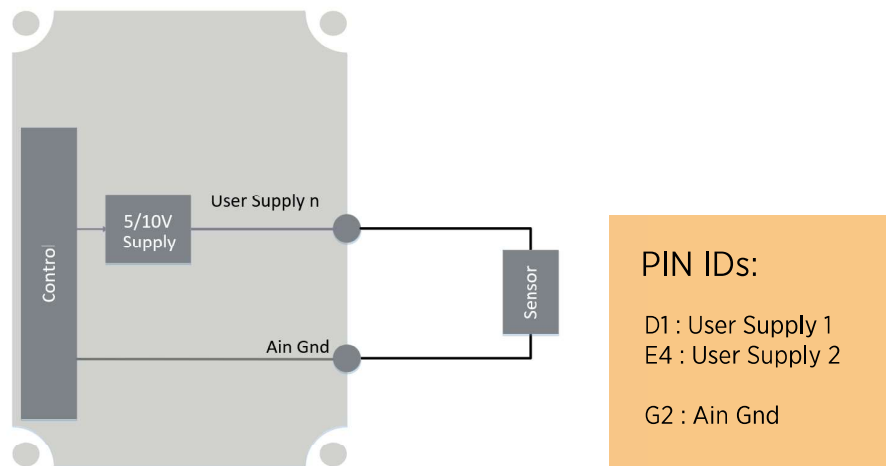 User Supply n
5/10V
Supply
Control
Sensor
Ain Gnd
PIN IDs:
D1 : User Supply 1
E4 : User Supply 2
G2 : Ain Gnd